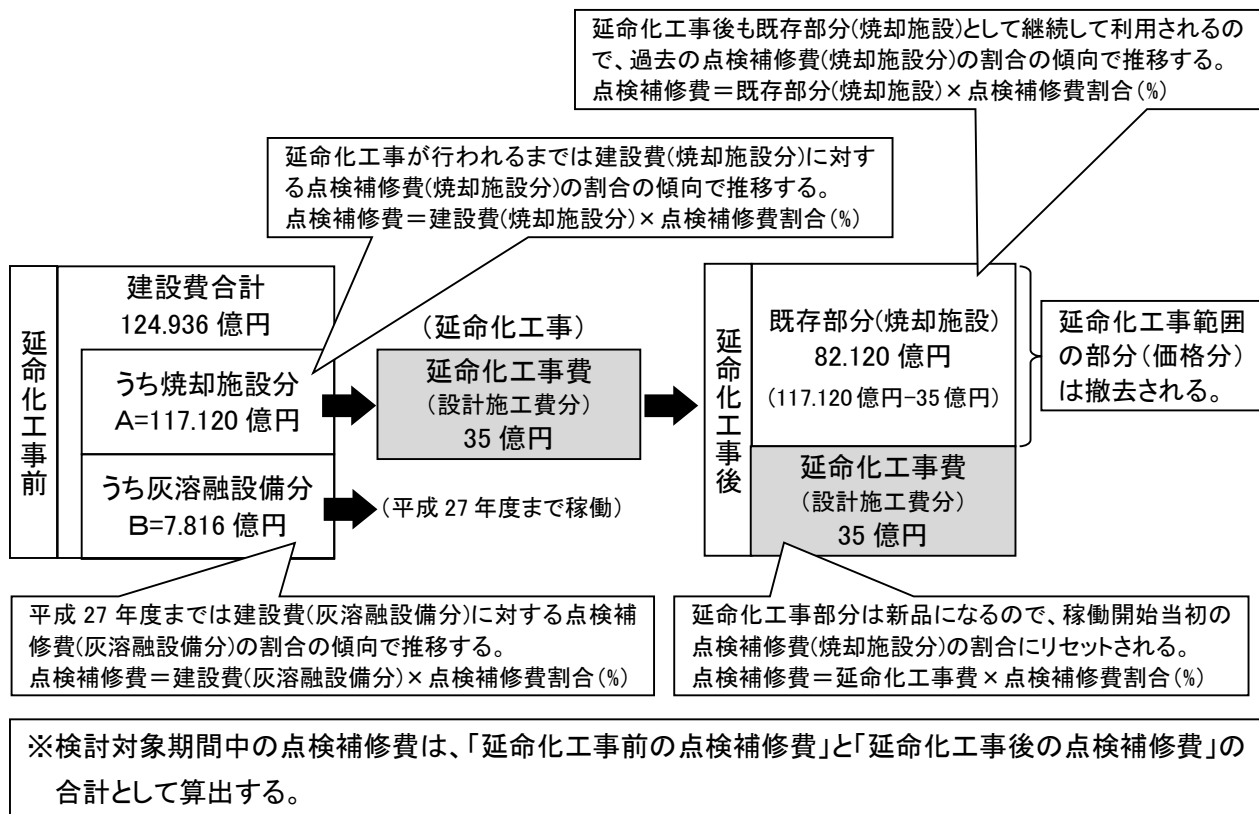 延命化工事後も既存部分(焼却施設)として継続して利用されるの
で、過去の点検補修費(焼却施設分)の割合の傾向で推移する。
点検補修費＝既存部分(焼却施設)×点検補修費割合(%)
延命化工事が行われるまでは建設費(焼却施設分)に対す
る点検補修費(焼却施設分)の割合の傾向で推移する。
点検補修費＝建設費(焼却施設分)×点検補修費割合(%)
延命化工事前
建設費合計
124.936 億円
うち焼却施設分
A=117.120 億円
うち灰溶融設備分
B=7.816 億円
(延命化工事)
延命化工事費
(設計施工費分)
35 億円
(平成 27 年度まで稼働)
延命化工事後
既存部分(焼却施設)
82.120 億円
(117.120 億円-35 億円)
延命化工事費
(設計施工費分)
35 億円
延命化工事範囲
の部分(価格分)
は撤去される。
平成 27 年度までは建設費(灰溶融設備分)に対する点検補
修費(灰溶融設備分)の割合の傾向で推移する。
点検補修費＝建設費(灰溶融設備分)×点検補修費割合(%)
延命化工事部分は新品になるので、稼働開始当初の
点検補修費(焼却施設分)の割合にリセットされる。
点検補修費＝延命化工事費×点検補修費割合(%)
※検討対象期間中の点検補修費は、「延命化工事前の点検補修費」と「延命化工事後の点検補修費」の
合計として算出する。